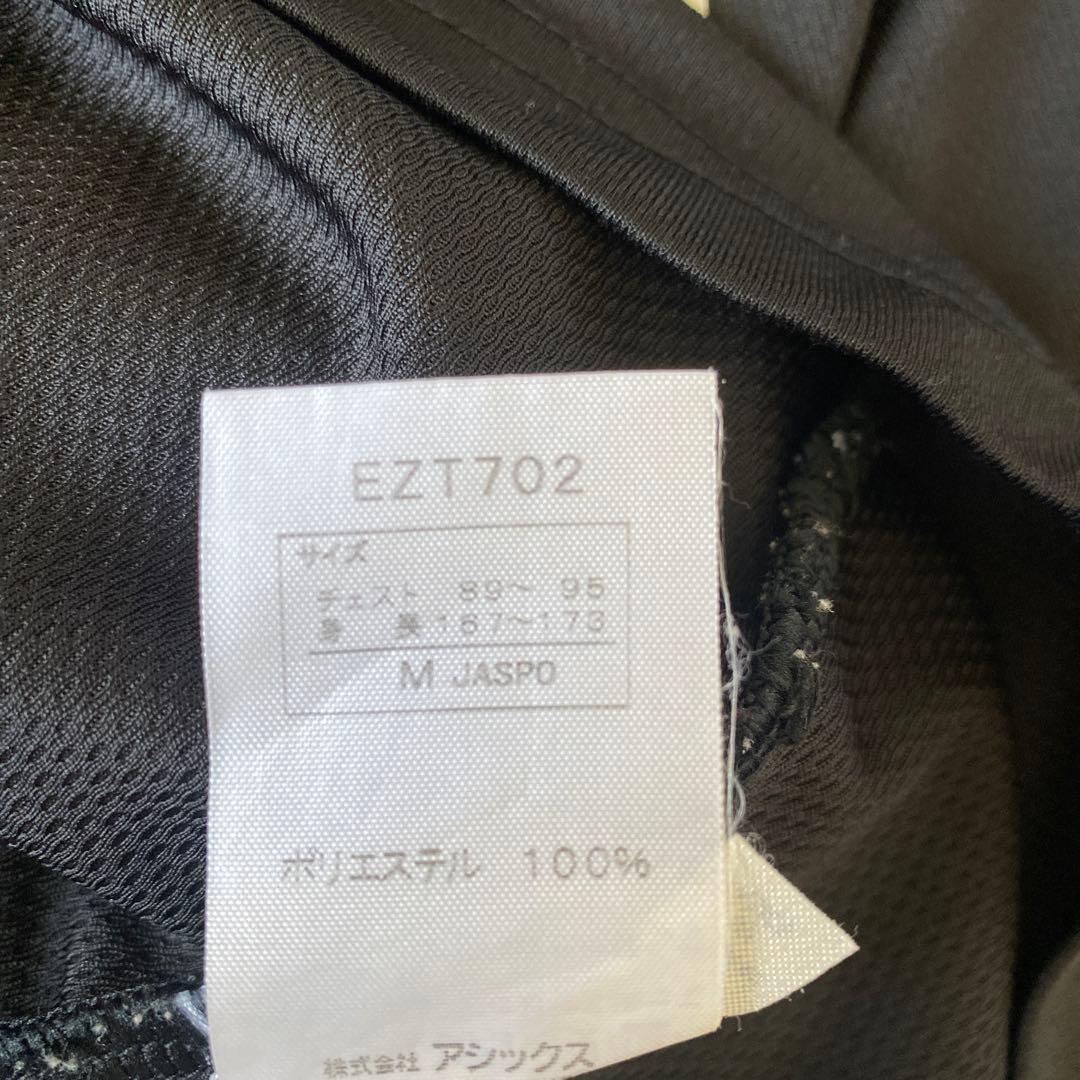 EZT702
サイズ
チェスト 89〜 95
身 長 167〜173
M JASPO
ポリエステル 100%
株式会社 アシックス